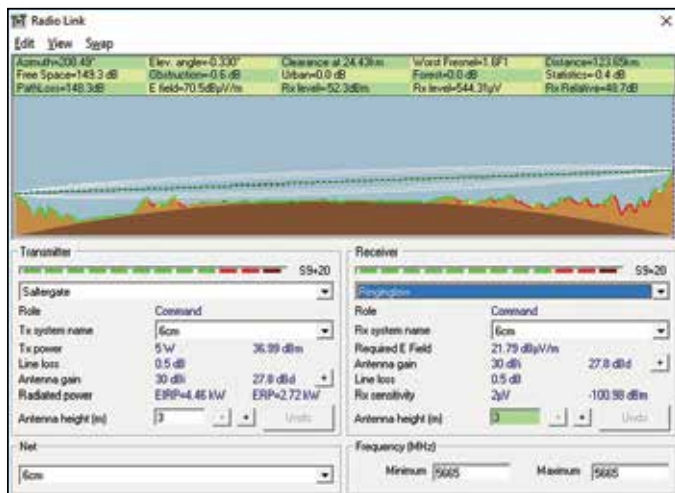 Radio Link
Edit View Swap
Azimuth=208.49° Elev. angle=-0.330° Clearance at 24.43km Worst Fresnel=1.6F1 Distance=123.69km
Free Space=149.3 dB Obstruction=-0.6 dB Urban=0.0 dB Forest=0.0 dB Statistics=-0.4 dB
PathLoss=148.3dB E field=70.5dBμV/m Rx level=-52.3dBm Rx level=544.31μV Rx Relative=48.7dB
Transmitter Receiver
S9+20 S9+20
Saltergate Ringinglow
Role Command Role Command
Tx system name 6cm Rx system name 6cm
Tx power 5 W 36.99 dBm Required E Field 21.79 dBμV/m
Line loss 0.5 dB Antenna gain 30 dBi 27.8 dBd +
Antenna gain 30 dBi 27.8 dBd + Line loss 0.5 dB
Radiated power EIRP=4.46 kW ERP=2.72 kW Rx sensitivity 2μV -100.98 dBm
Antenna height (m) 3 - + Undo Antenna height (m) 3 - + Undo
Net Frequency (MHz)
6cm Minimum 5665 Maximum 5665